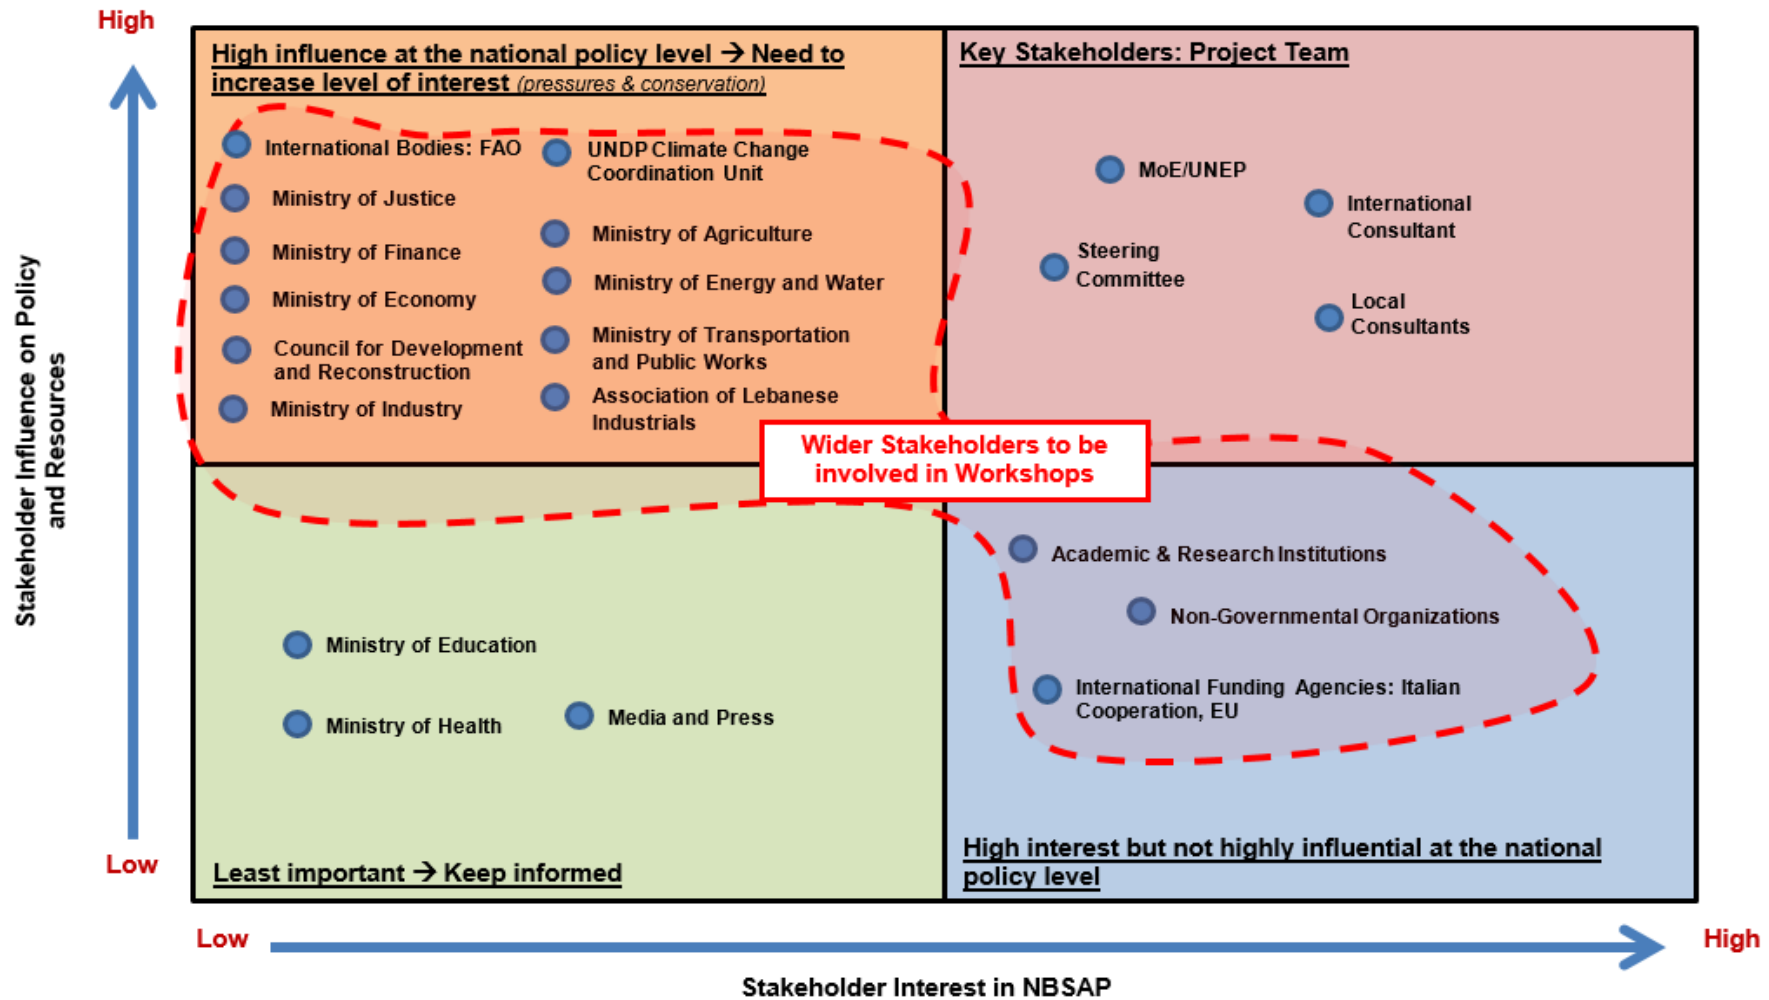 High
High influence at the national policy level → Need to
increase level of interest (pressures & conservation)
International Bodies: FAO
Ministry of Justice
Ministry of Finance
Ministry of Economy
Council for Development
and Reconstruction
Ministry of Industry
UNDP Climate Change
Coordination Unit
Ministry of Agriculture
Ministry of Energy and Water
Ministry of Transportation
and Public Works
Association of Lebanese
Industrials
Key Stakeholders: Project Team
MoE/UNEP
International
Consultant
Steering
Committee
Local
Consultants
Wider Stakeholders to be
involved in Workshops
Stakeholder Influence on Policy
and Resources
Ministry of Education
Ministry of Health
Media and Press
Least important → Keep informed
Academic & Research Institutions
Non-Governmental Organizations
International Funding Agencies: Italian
Cooperation, EU
High interest but not highly influential at the national
policy level
Low
Low
High
Stakeholder Interest in NBSAP